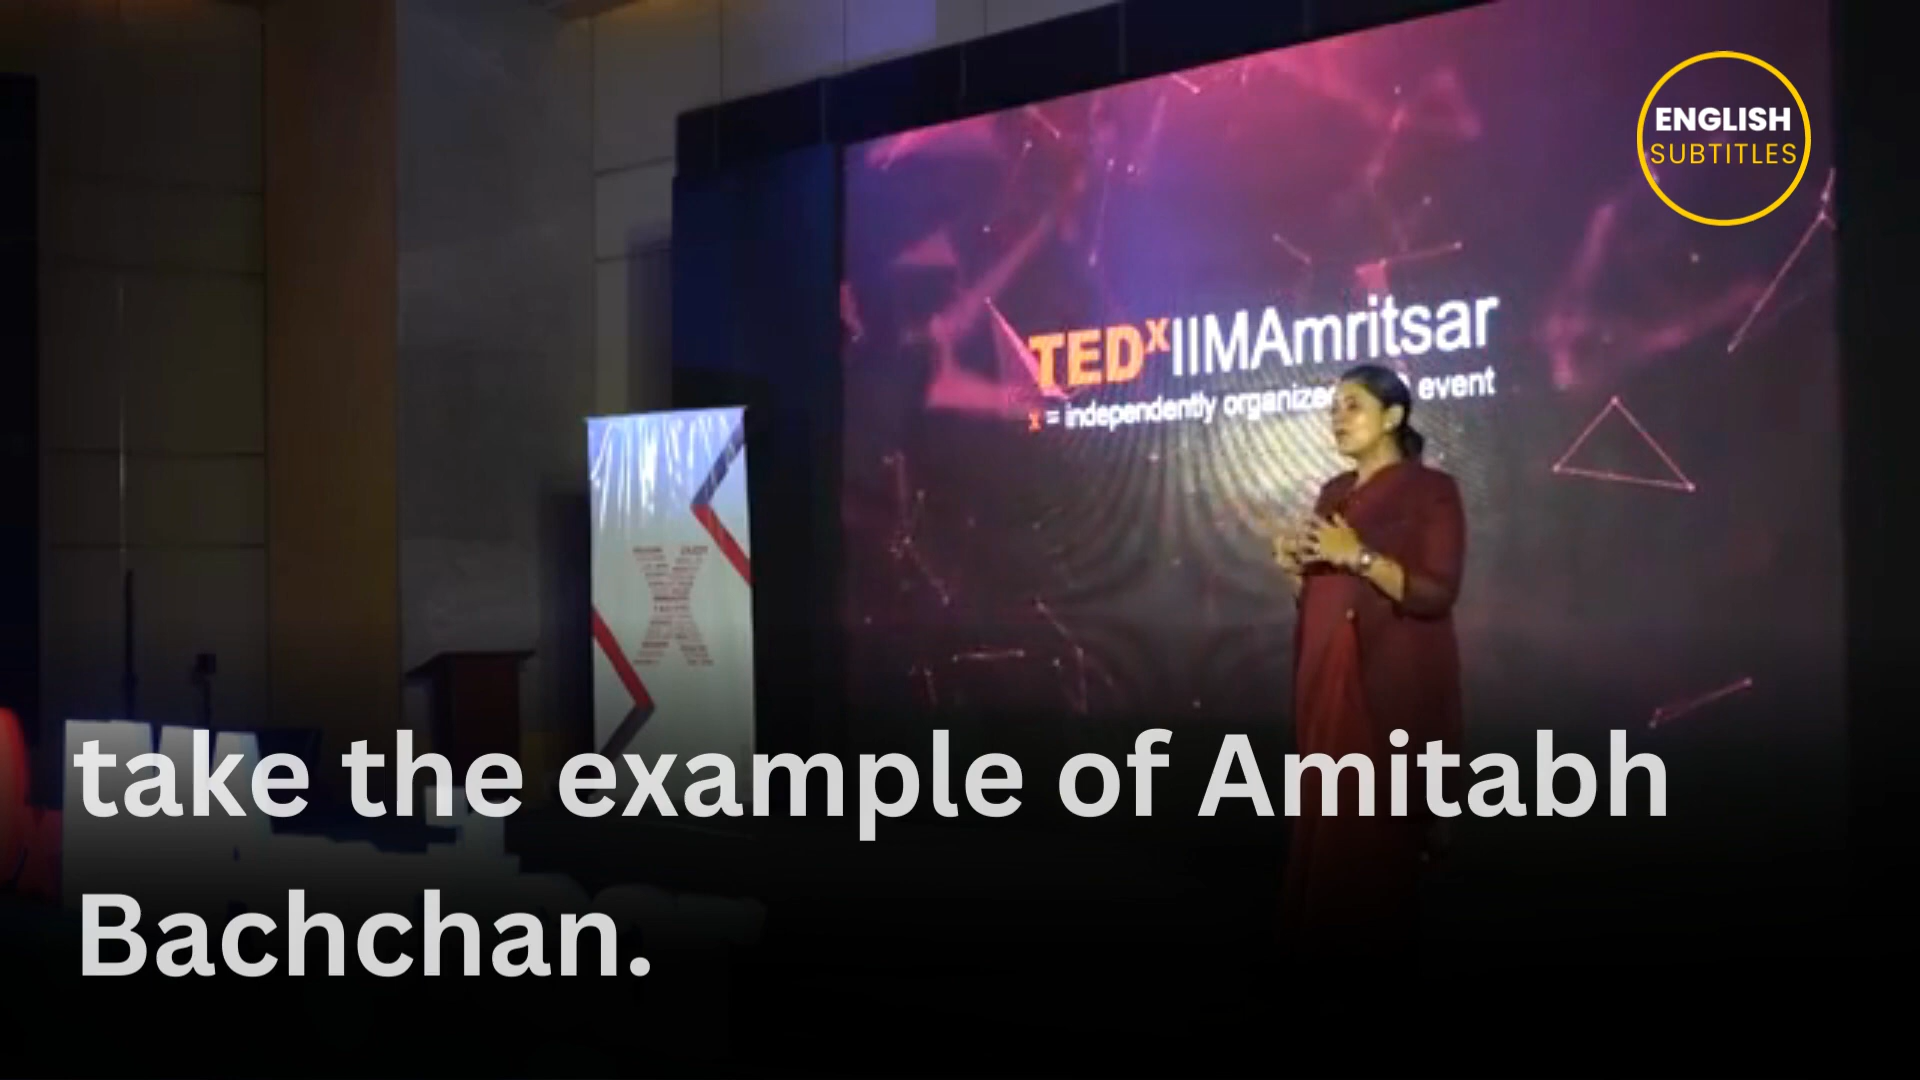 ENGLISH
SUBTITLES
TEDxIIMAmritsar
x = independently organized event
take the example of Amitabh
Bachchan.